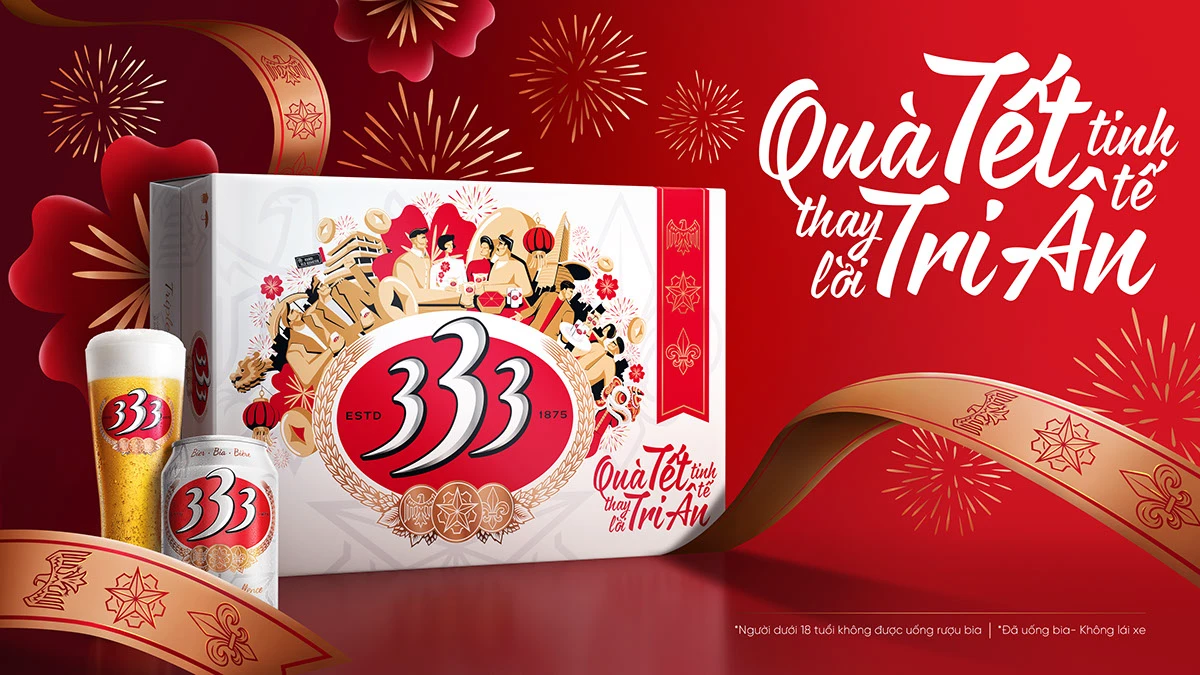 Quà Tết tinh tế
thay lời Tri Ân
333
ESTD
1875
Quà Tết tinh tế
thay lời Tri Ân
333
333
Bier · Bia · Bière
333
*Người dưới 18 tuổi không được uống rượu bia | *Đã uống bia- Không lái xe